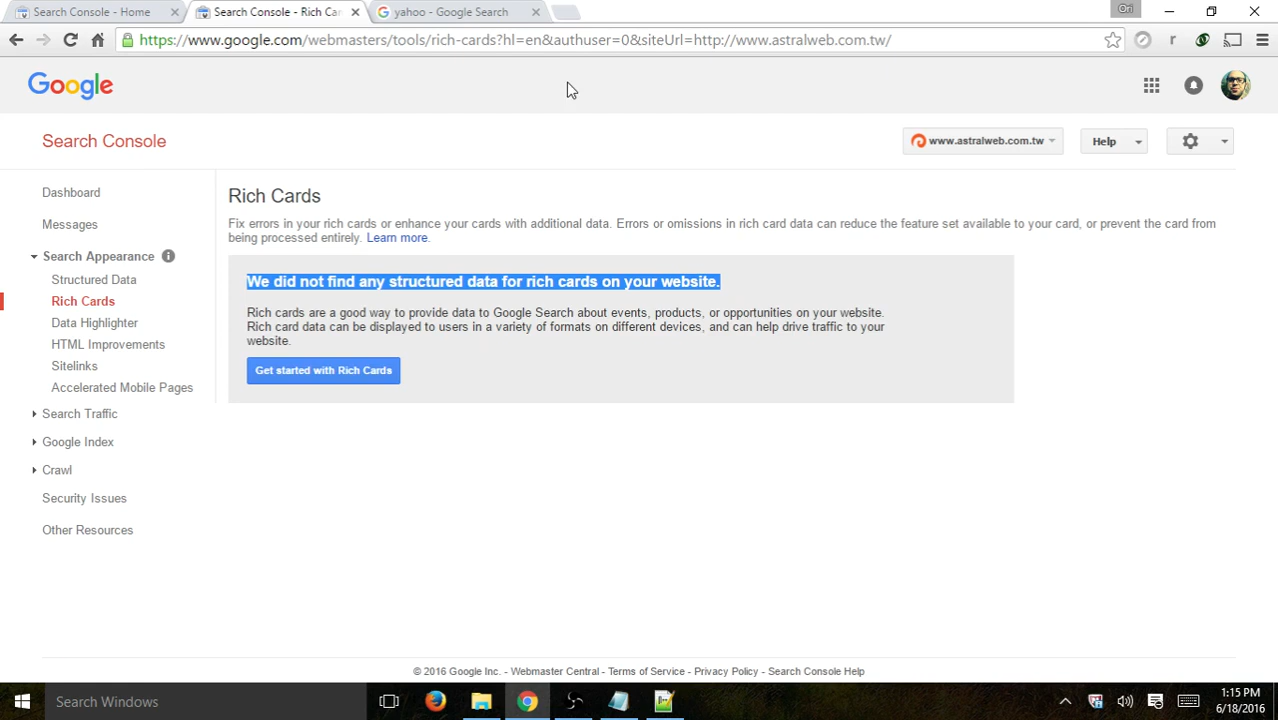 Search Console - Home
Search Console - Rich Car
yahoo - Google Search
Ori
https://www.google.com/webmasters/tools/rich-cards?hl=en&authuser=0&siteUrl=http://www.astralweb.com.tw/
Google
Search Console
www.astralweb.com.tw
Help
Dashboard
Messages
Search Appearance
Structured Data
Rich Cards
Data Highlighter
HTML Improvements
Sitelinks
Accelerated Mobile Pages
Search Traffic
Google Index
Crawl
Security Issues
Other Resources
Rich Cards
Fix errors in your rich cards or enhance your cards with additional data. Errors or omissions in rich card data can reduce the feature set available to your card, or prevent the card from
being processed entirely. Learn more.
We did not find any structured data for rich cards on your website.
Rich cards are a good way to provide data to Google Search about events, products, or opportunities on your website.
Rich card data can be displayed to users in a variety of formats on different devices, and can help drive traffic to your
website.
Get started with Rich Cards
© 2016 Google Inc. - Webmaster Central - Terms of Service - Privacy Policy - Search Console Help
Search Windows
1:15 PM
6/18/2016